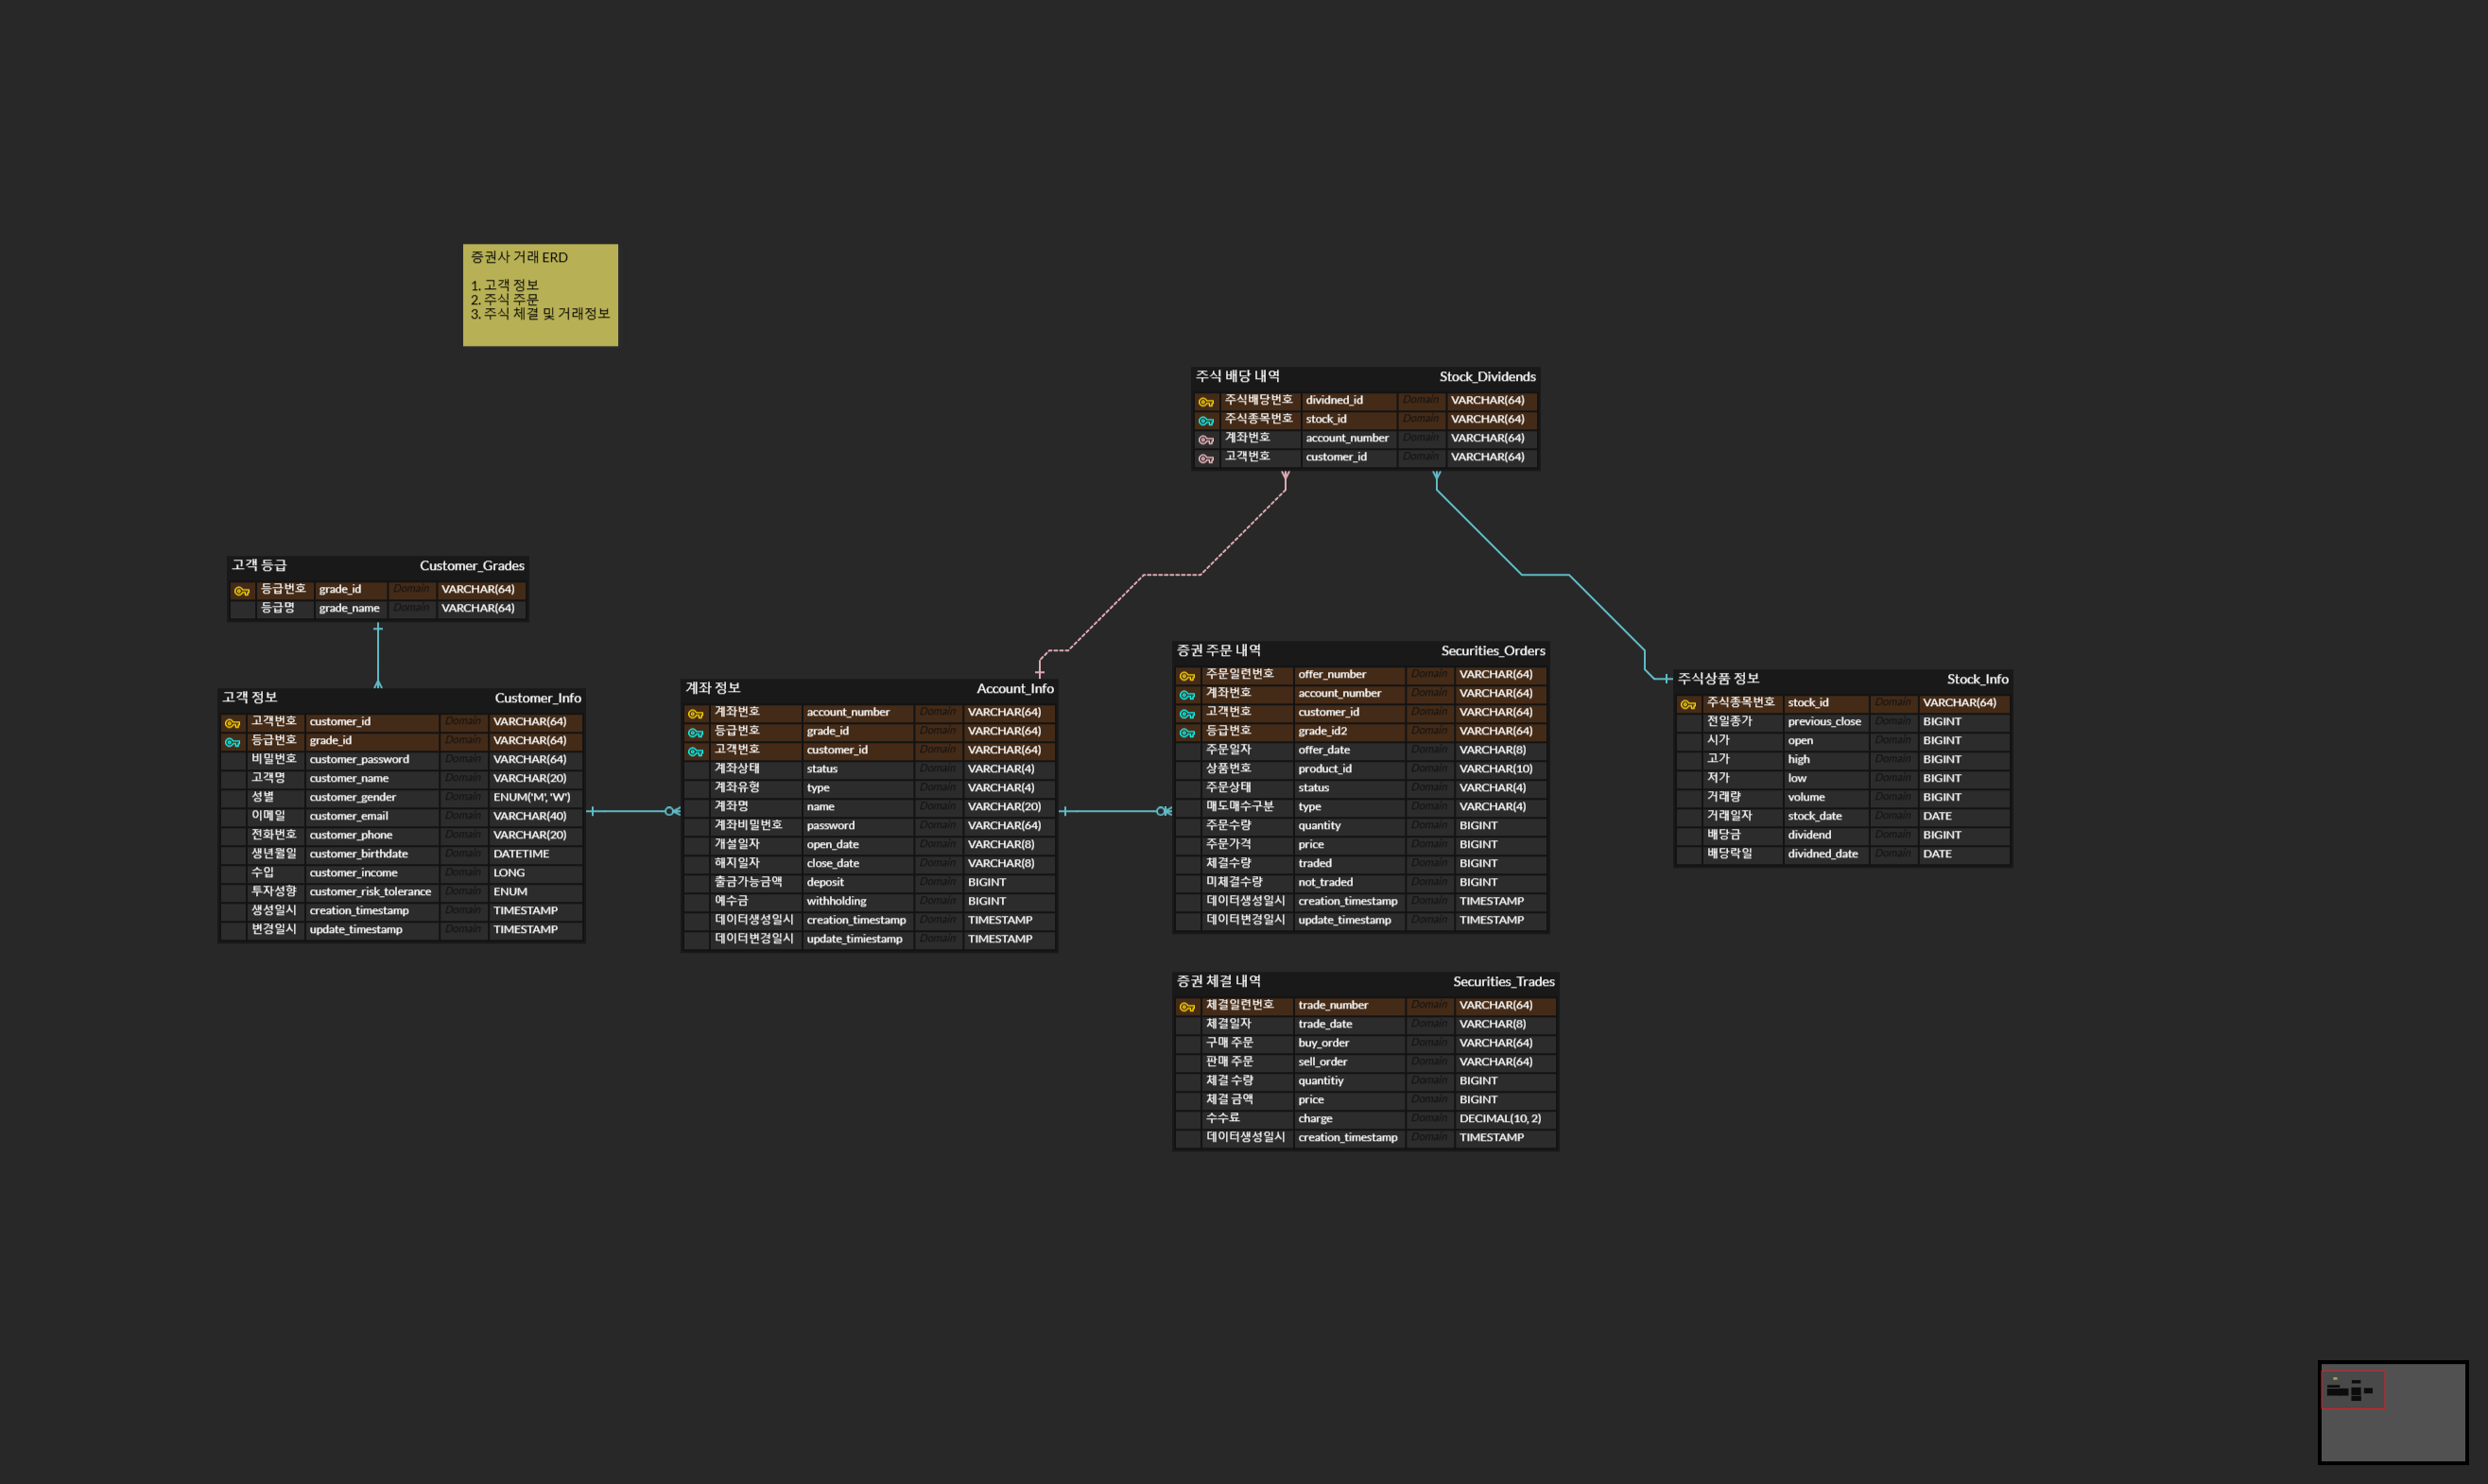 증권사 거래 ERD
1. 고객 정보
2. 주식 주문
3. 주식 체결 및 거래정보
주식 배당 내역 Stock_Dividends
주식배당번호 dividned_id Domain VARCHAR(64)
주식종목번호 stock_id Domain VARCHAR(64)
계좌번호 account_number Domain VARCHAR(64)
고객번호 customer_id Domain VARCHAR(64)
고객 등급 Customer_Grades
등급번호 grade_id Domain VARCHAR(64)
등급명 grade_name Domain VARCHAR(64)
고객 정보 Customer_Info
고객번호 customer_id Domain VARCHAR(64)
등급번호 grade_id Domain VARCHAR(64)
비밀번호 customer_password Domain VARCHAR(64)
고객명 customer_name Domain VARCHAR(20)
성별 customer_gender Domain ENUM('M', 'W')
이메일 customer_email Domain VARCHAR(40)
전화번호 customer_phone Domain VARCHAR(20)
생년월일 customer_birthdate Domain DATETIME
수입 customer_income Domain LONG
투자성향 customer_risk_tolerance Domain ENUM
생성일시 creation_timestamp Domain TIMESTAMP
변경일시 update_timestamp Domain TIMESTAMP
계좌 정보 Account_Info
계좌번호 account_number Domain VARCHAR(64)
등급번호 grade_id Domain VARCHAR(64)
고객번호 customer_id Domain VARCHAR(64)
계좌상태 status Domain VARCHAR(4)
계좌유형 type Domain VARCHAR(4)
계좌명 name Domain VARCHAR(20)
계좌비밀번호 password Domain VARCHAR(64)
개설일자 open_date Domain VARCHAR(8)
해지일자 close_date Domain VARCHAR(8)
출금가능금액 deposit Domain BIGINT
예수금 withholding Domain BIGINT
데이터생성일시 creation_timestamp Domain TIMESTAMP
데이터변경일시 update_timiestamp Domain TIMESTAMP
증권 주문 내역 Securities_Orders
주문일련번호 offer_number Domain VARCHAR(64)
계좌번호 account_number Domain VARCHAR(64)
고객번호 customer_id Domain VARCHAR(64)
등급번호 grade_id2 Domain VARCHAR(64)
주문일자 offer_date Domain VARCHAR(8)
상품번호 product_id Domain VARCHAR(10)
주문상태 status Domain VARCHAR(4)
매도매수구분 type Domain VARCHAR(4)
주문수량 quantity Domain BIGINT
주문가격 price Domain BIGINT
체결수량 traded Domain BIGINT
미체결수량 not_traded Domain BIGINT
데이터생성일시 creation_timestamp Domain TIMESTAMP
데이터변경일시 update_timestamp Domain TIMESTAMP
주식상품 정보 Stock_Info
주식종목번호 stock_id Domain VARCHAR(64)
전일종가 previous_close Domain BIGINT
시가 open Domain BIGINT
고가 high Domain BIGINT
저가 low Domain BIGINT
거래량 volume Domain BIGINT
거래일자 stock_date Domain DATE
배당금 dividend Domain BIGINT
배당락일 dividned_date Domain DATE
증권 체결 내역 Securities_Trades
체결일련번호 trade_number Domain VARCHAR(64)
체결일자 trade_date Domain VARCHAR(8)
구매 주문 buy_order Domain VARCHAR(64)
판매 주문 sell_order Domain VARCHAR(64)
체결 수량 quantitiy Domain BIGINT
체결 금액 price Domain BIGINT
수수료 charge Domain DECIMAL(10, 2)
데이터생성일시 creation_timestamp Domain TIMESTAMP